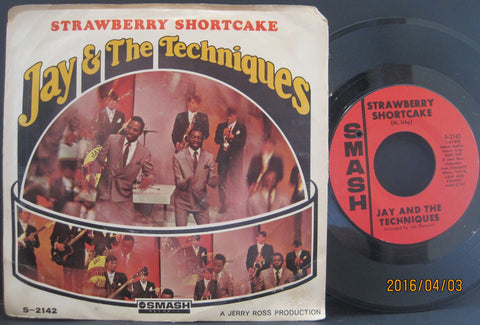 STRAWBERRY SHORTCAKE
Jay & The Techniques
S-2142
SMASH
A JERRY ROSS PRODUCTION
STRAWBERRY
SHORTCAKE
(M. Irby)
SMASH
S-2142
JAY AND THE
TECHNIQUES
2016/04/03